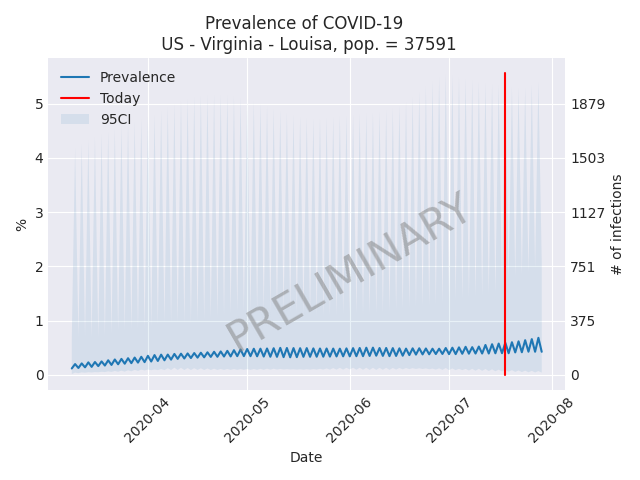 Prevalence of COVID-19
US - Virginia - Louisa, pop. = 37591
Prevalence
Today
95CI
5
4
3
2
1
0
%
1879
1503
1127
751
375
0
# of infections
PRELIMINARY
2020-04
2020-05
2020-06
2020-07
2020-08
Date